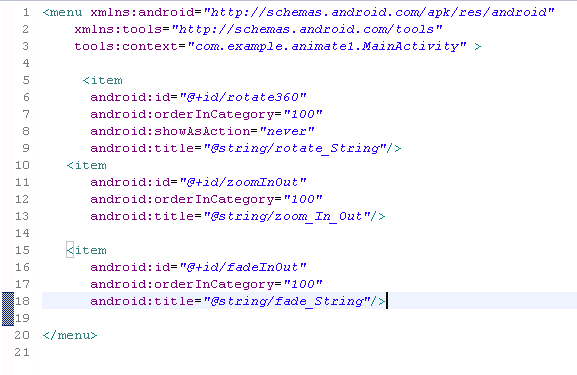 1 <menu xmlns:android="http://schemas.android.com/apk/res/android"
2     xmlns:tools="http://schemas.android.com/tools"
3     tools:context="com.example.animate1.MainActivity" >
4
5      <item
6       android:id="@+id/rotate360"
7       android:orderInCategory="100"
8       android:showAsAction="never"
9       android:title="@string/rotate_String"/>
10    <item
11       android:id="@+id/zoomInOut"
12       android:orderInCategory="100"
13       android:title="@string/zoom_In_Out"/>
14
15    <item
16       android:id="@+id/fadeInOut"
17       android:orderInCategory="100"
18       android:title="@string/fade_String"/>
19
20 </menu>
21